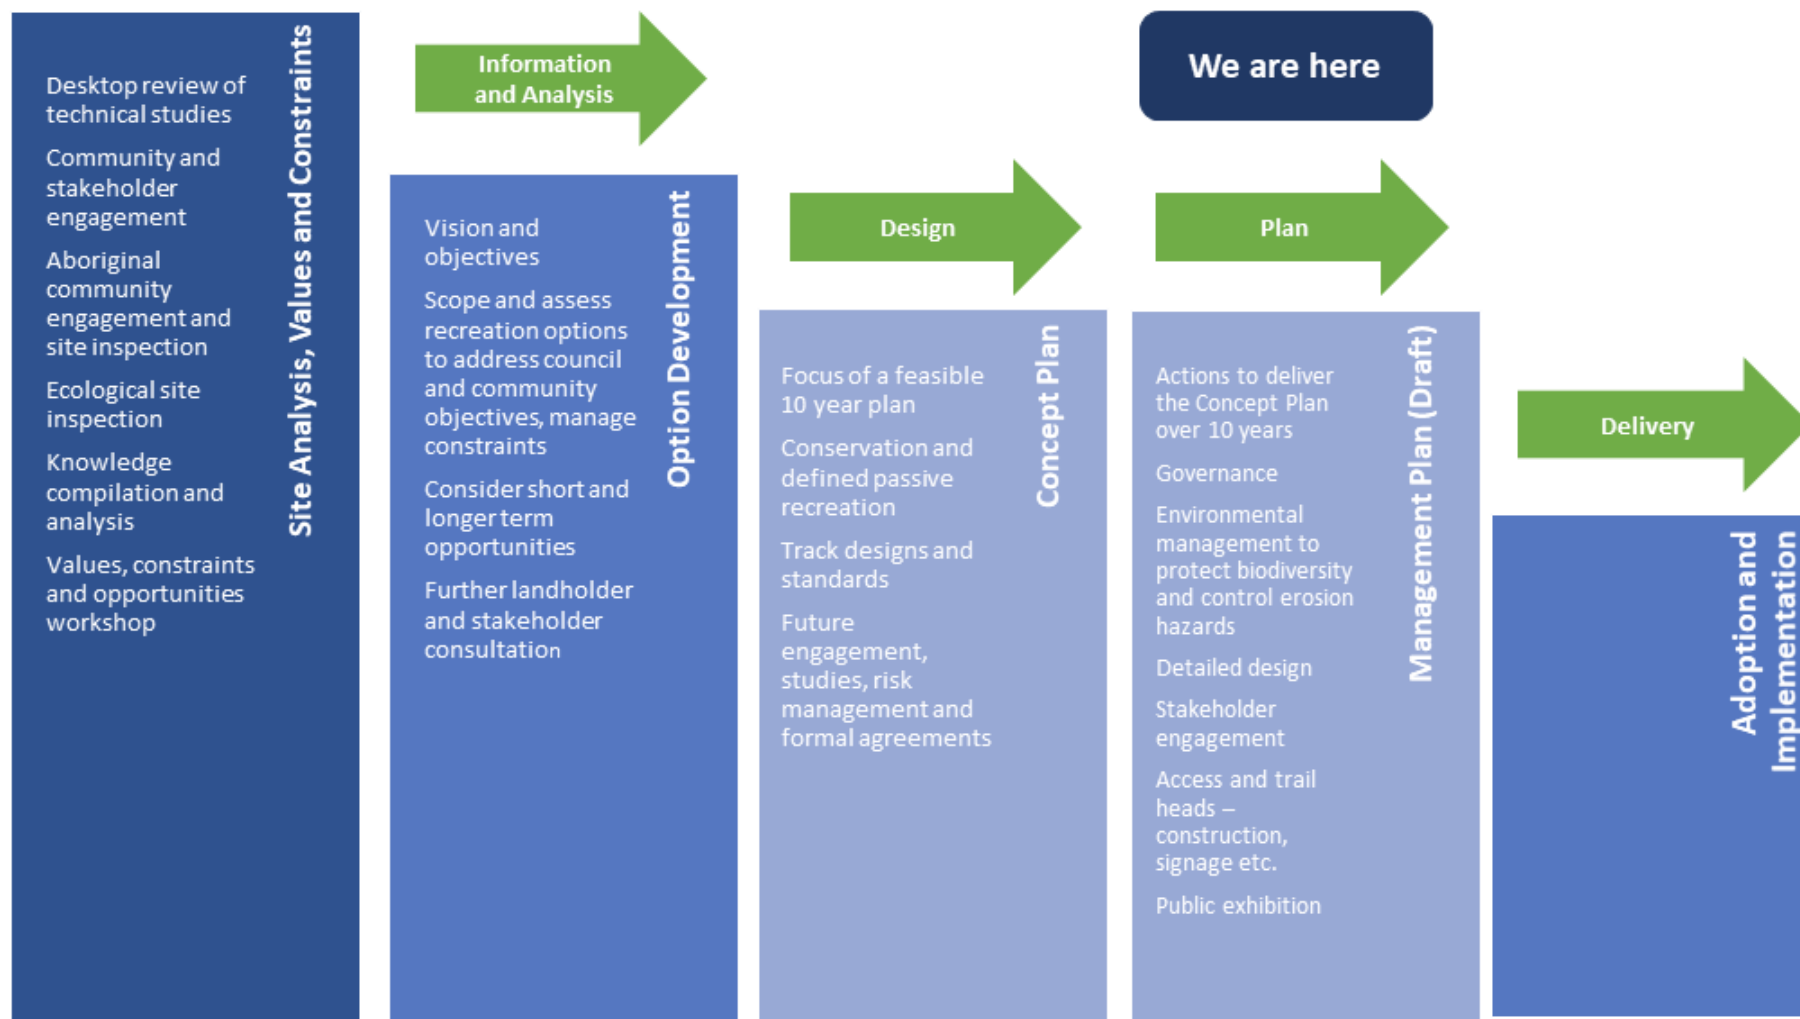 Desktop review of
technical studies
Community and
stakeholder
engagement
Aboriginal
community
engagement and
site inspection
Ecological site
inspection
Knowledge
compilation and
analysis
Values, constraints
and opportunities
workshop
Site Analysis, Values and Constraints
Information
and Analysis
Vision and
objectives
Scope and assess
recreation options
to address council
and community
objectives, manage
constraints
Consider short and
longer term
opportunities
Further landholder
and stakeholder
consultation
Option Development
Design
Focus of a feasible
10 year plan
Conservation and
defined passive
recreation
Track designs and
standards
Future
engagement,
studies, risk
management and
formal agreements
Concept Plan
We are here
Plan
Actions to deliver
the Concept Plan
over 10 years
Governance
Environmental
management to
protect biodiversity
and control erosion
hazards
Detailed design
Stakeholder
engagement
Access and trail
heads –
construction,
signage etc.
Public exhibition
Management Plan (Draft)
Delivery
Adoption and
Implementation